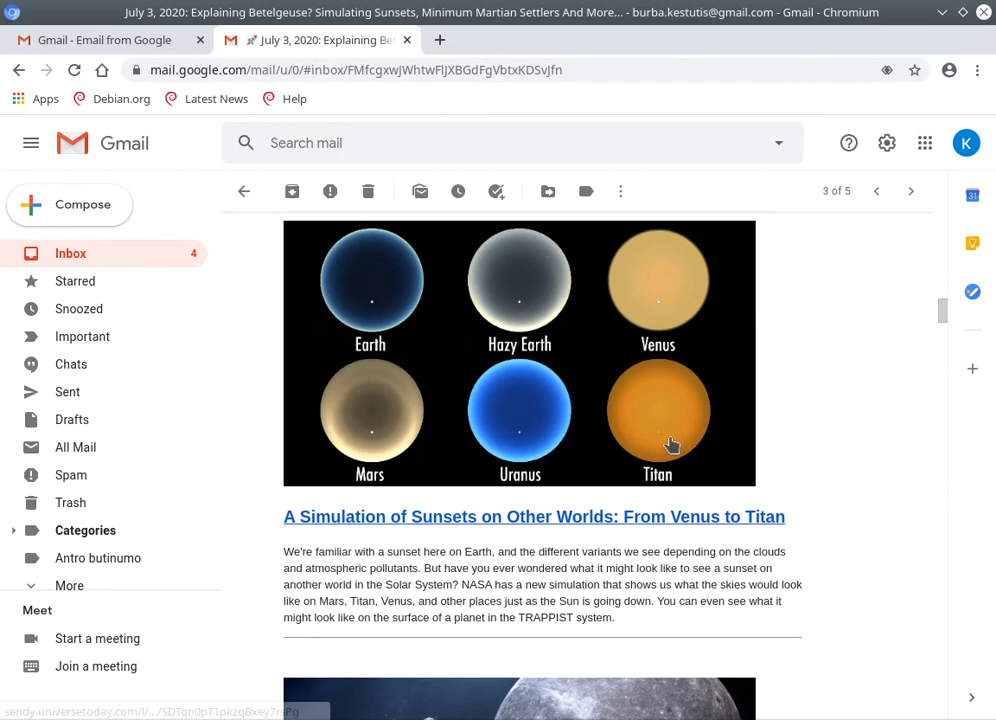 July 3, 2020: Explaining Betelgeuse? Simulating Sunsets, Minimum Martian Settlers And More... - burba.kestutis@gmail.com - Gmail - Chromium
Gmail - Email from Google
July 3, 2020: Explaining Be
mail.google.com/mail/u/0/#inbox/FMfcgxwJWhtwFlJXBGdFgVbtxKDSvJfn
Apps
Debian.org
Latest News
Help
Gmail
Search mail
K
Compose
3 of 5
31
Inbox
4
Starred
Snoozed
Important
Chats
Sent
Drafts
All Mail
Spam
Trash
Categories
Antro butinumo
More
Meet
Start a meeting
Join a meeting
Earth
Hazy Earth
Venus
Mars
Uranus
Titan
A Simulation of Sunsets on Other Worlds: From Venus to Titan
We're familiar with a sunset here on Earth, and the different variants we see depending on the clouds
and atmospheric pollutants. But have you ever wondered what it might look like to see a sunset on
another world in the Solar System? NASA has a new simulation that shows us what the skies would look
like on Mars, Titan, Venus, and other places just as the Sun is going down. You can even see what it
might look like on the surface of a planet in the TRAPPIST system.